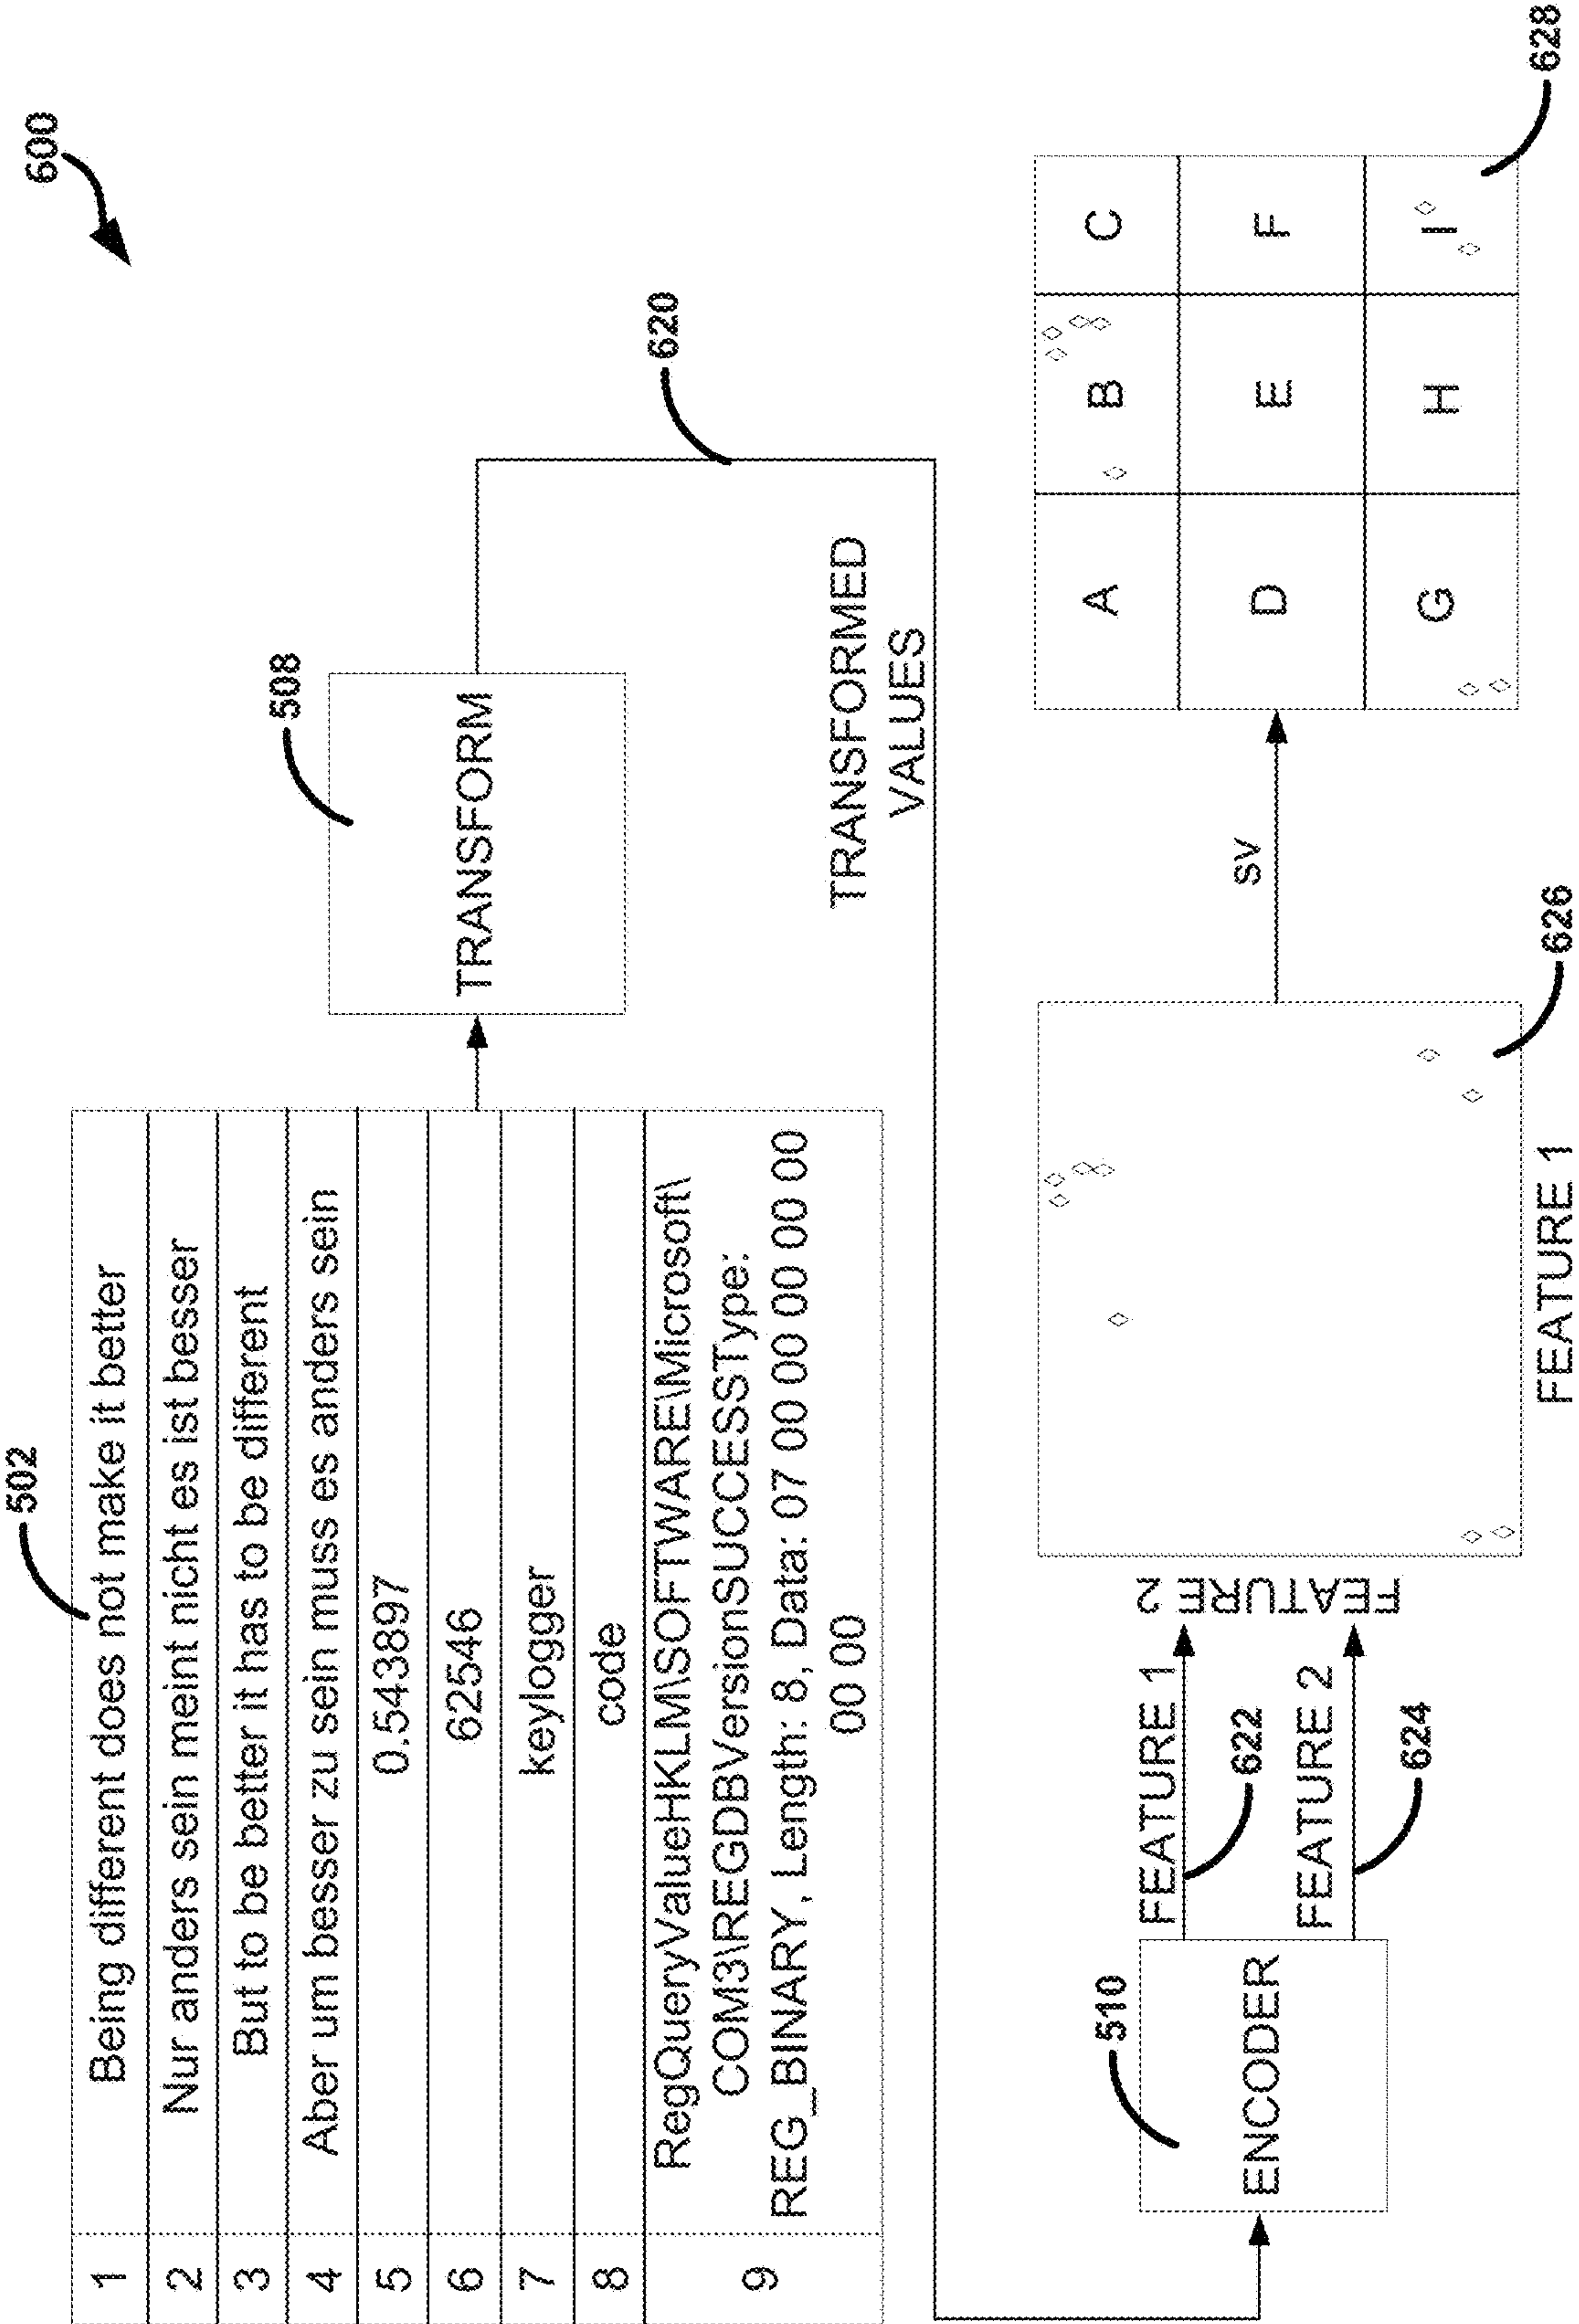 600
502
1 Being different does not make it better
2 Nur anders sein meint nicht es ist besser
3 But to be better it has to be different
4 Aber um besser zu sein muss es anders sein
5 0.543897
6 62546
7 keylogger
8 code
9 RegQueryValueHKLM\SOFTWARE\Microsoft\
COM3\REGDBVersionSUCCESSType:
REG_BINARY, Length: 8, Data: 07 00 00 00 00 00
00 00
508
TRANSFORM
620
TRANSFORMED
VALUES
510
ENCODER
FEATURE 1
622
FEATURE 2
624
FEATURE 2
FEATURE 1
626
SV
A B C
D E F
G H I
628